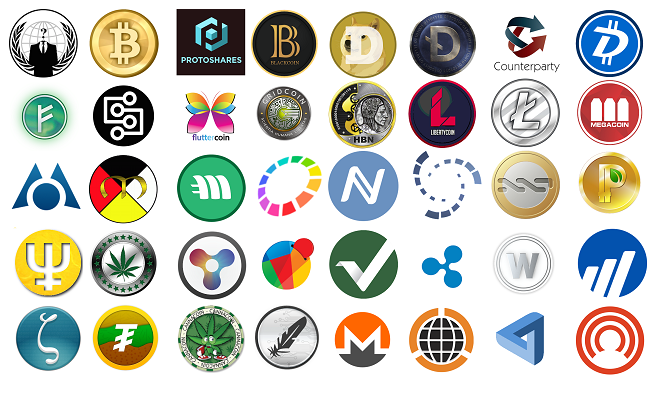 ?
₿
PROTOSHARES
B
BLACKCOIN
Ð
Counterparty
fluttercoin
GRIDCOIN
HBN
L
LIBERTYCOIN
Ł
MEGACOIN
N
P
W